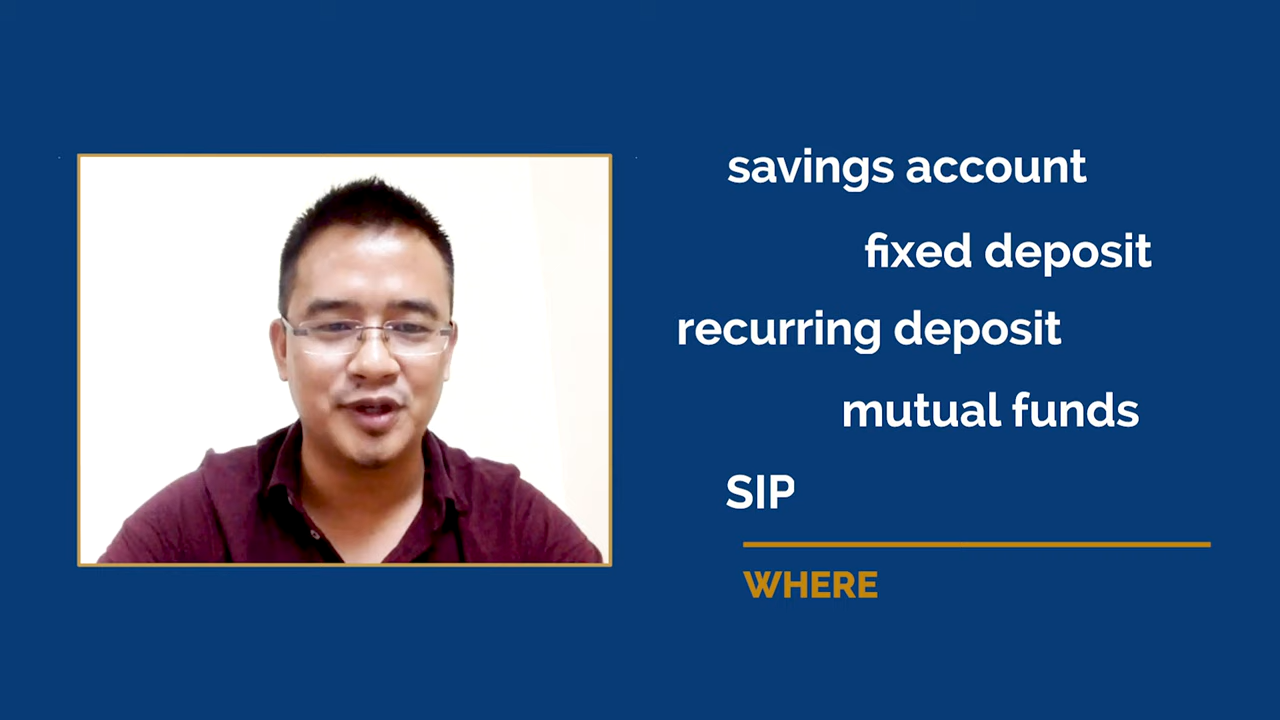 savings account
fixed deposit
recurring deposit
mutual funds
SIP
WHERE